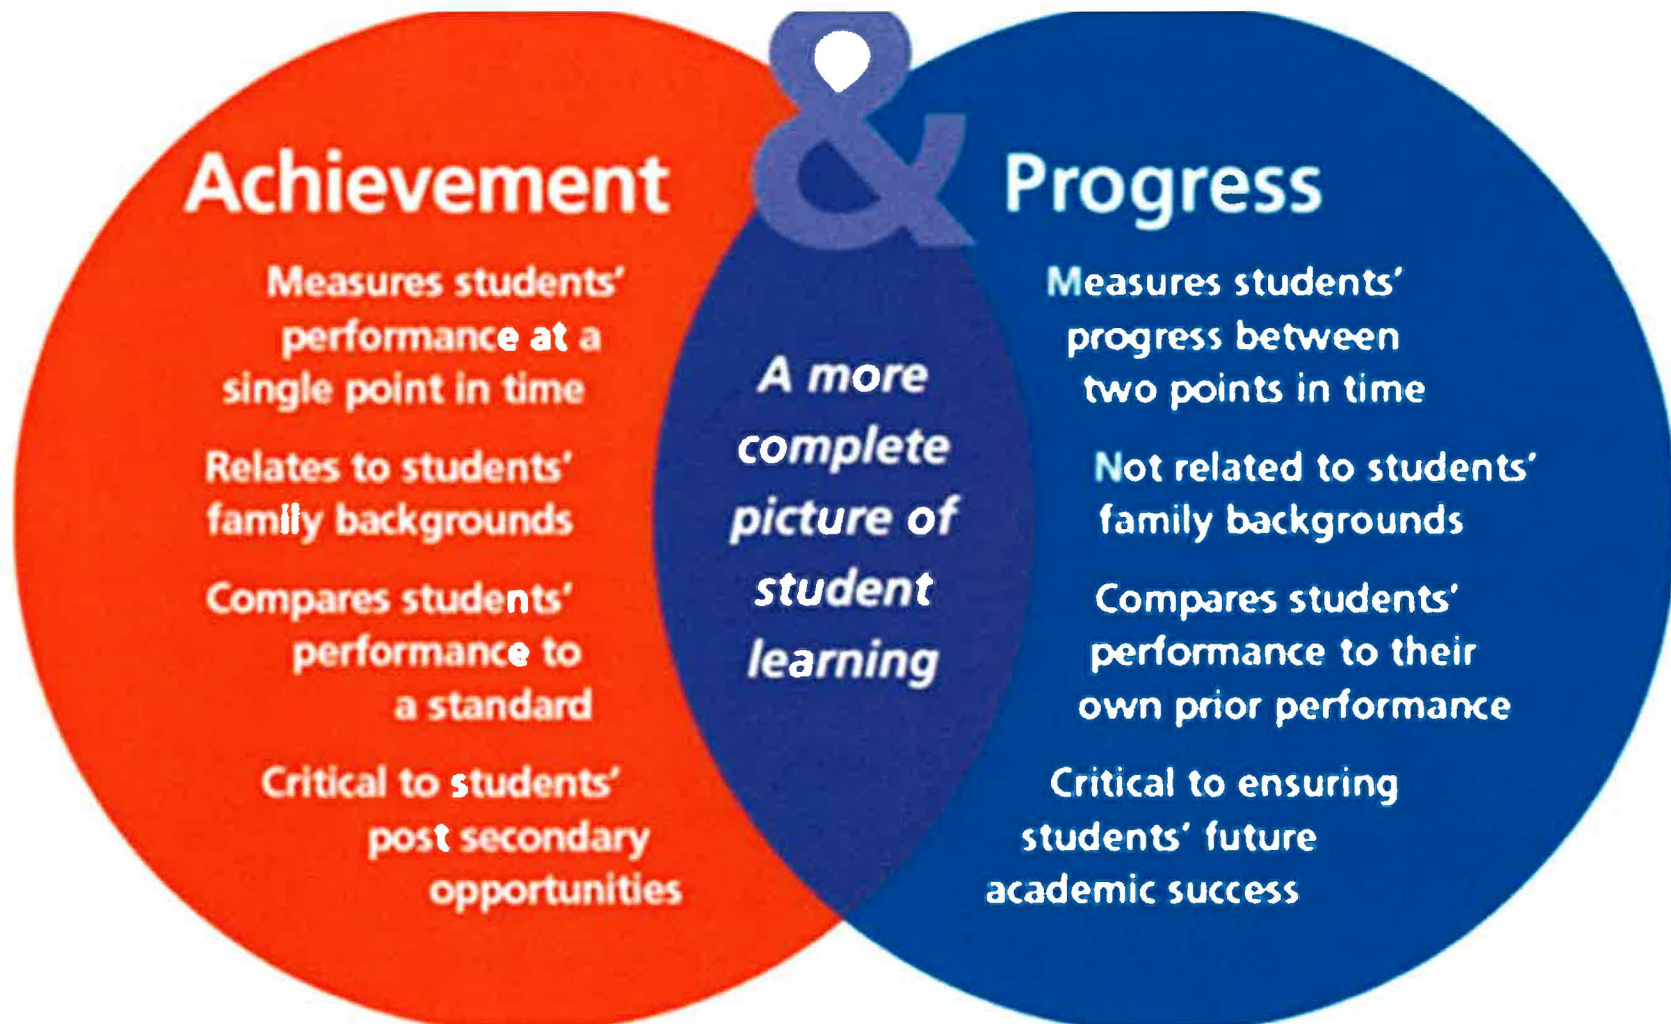 &
Achievement
Measures students’
performance at a
single point in time
Relates to students’
family backgrounds
Compares students’
performance to
a standard
Critical to students’
post secondary
opportunities
A more
complete
picture of
student
learning
Progress
Measures students’
progress between
two points in time
Not related to students’
family backgrounds
Compares students’
performance to their
own prior performance
Critical to ensuring
students’ future
academic success